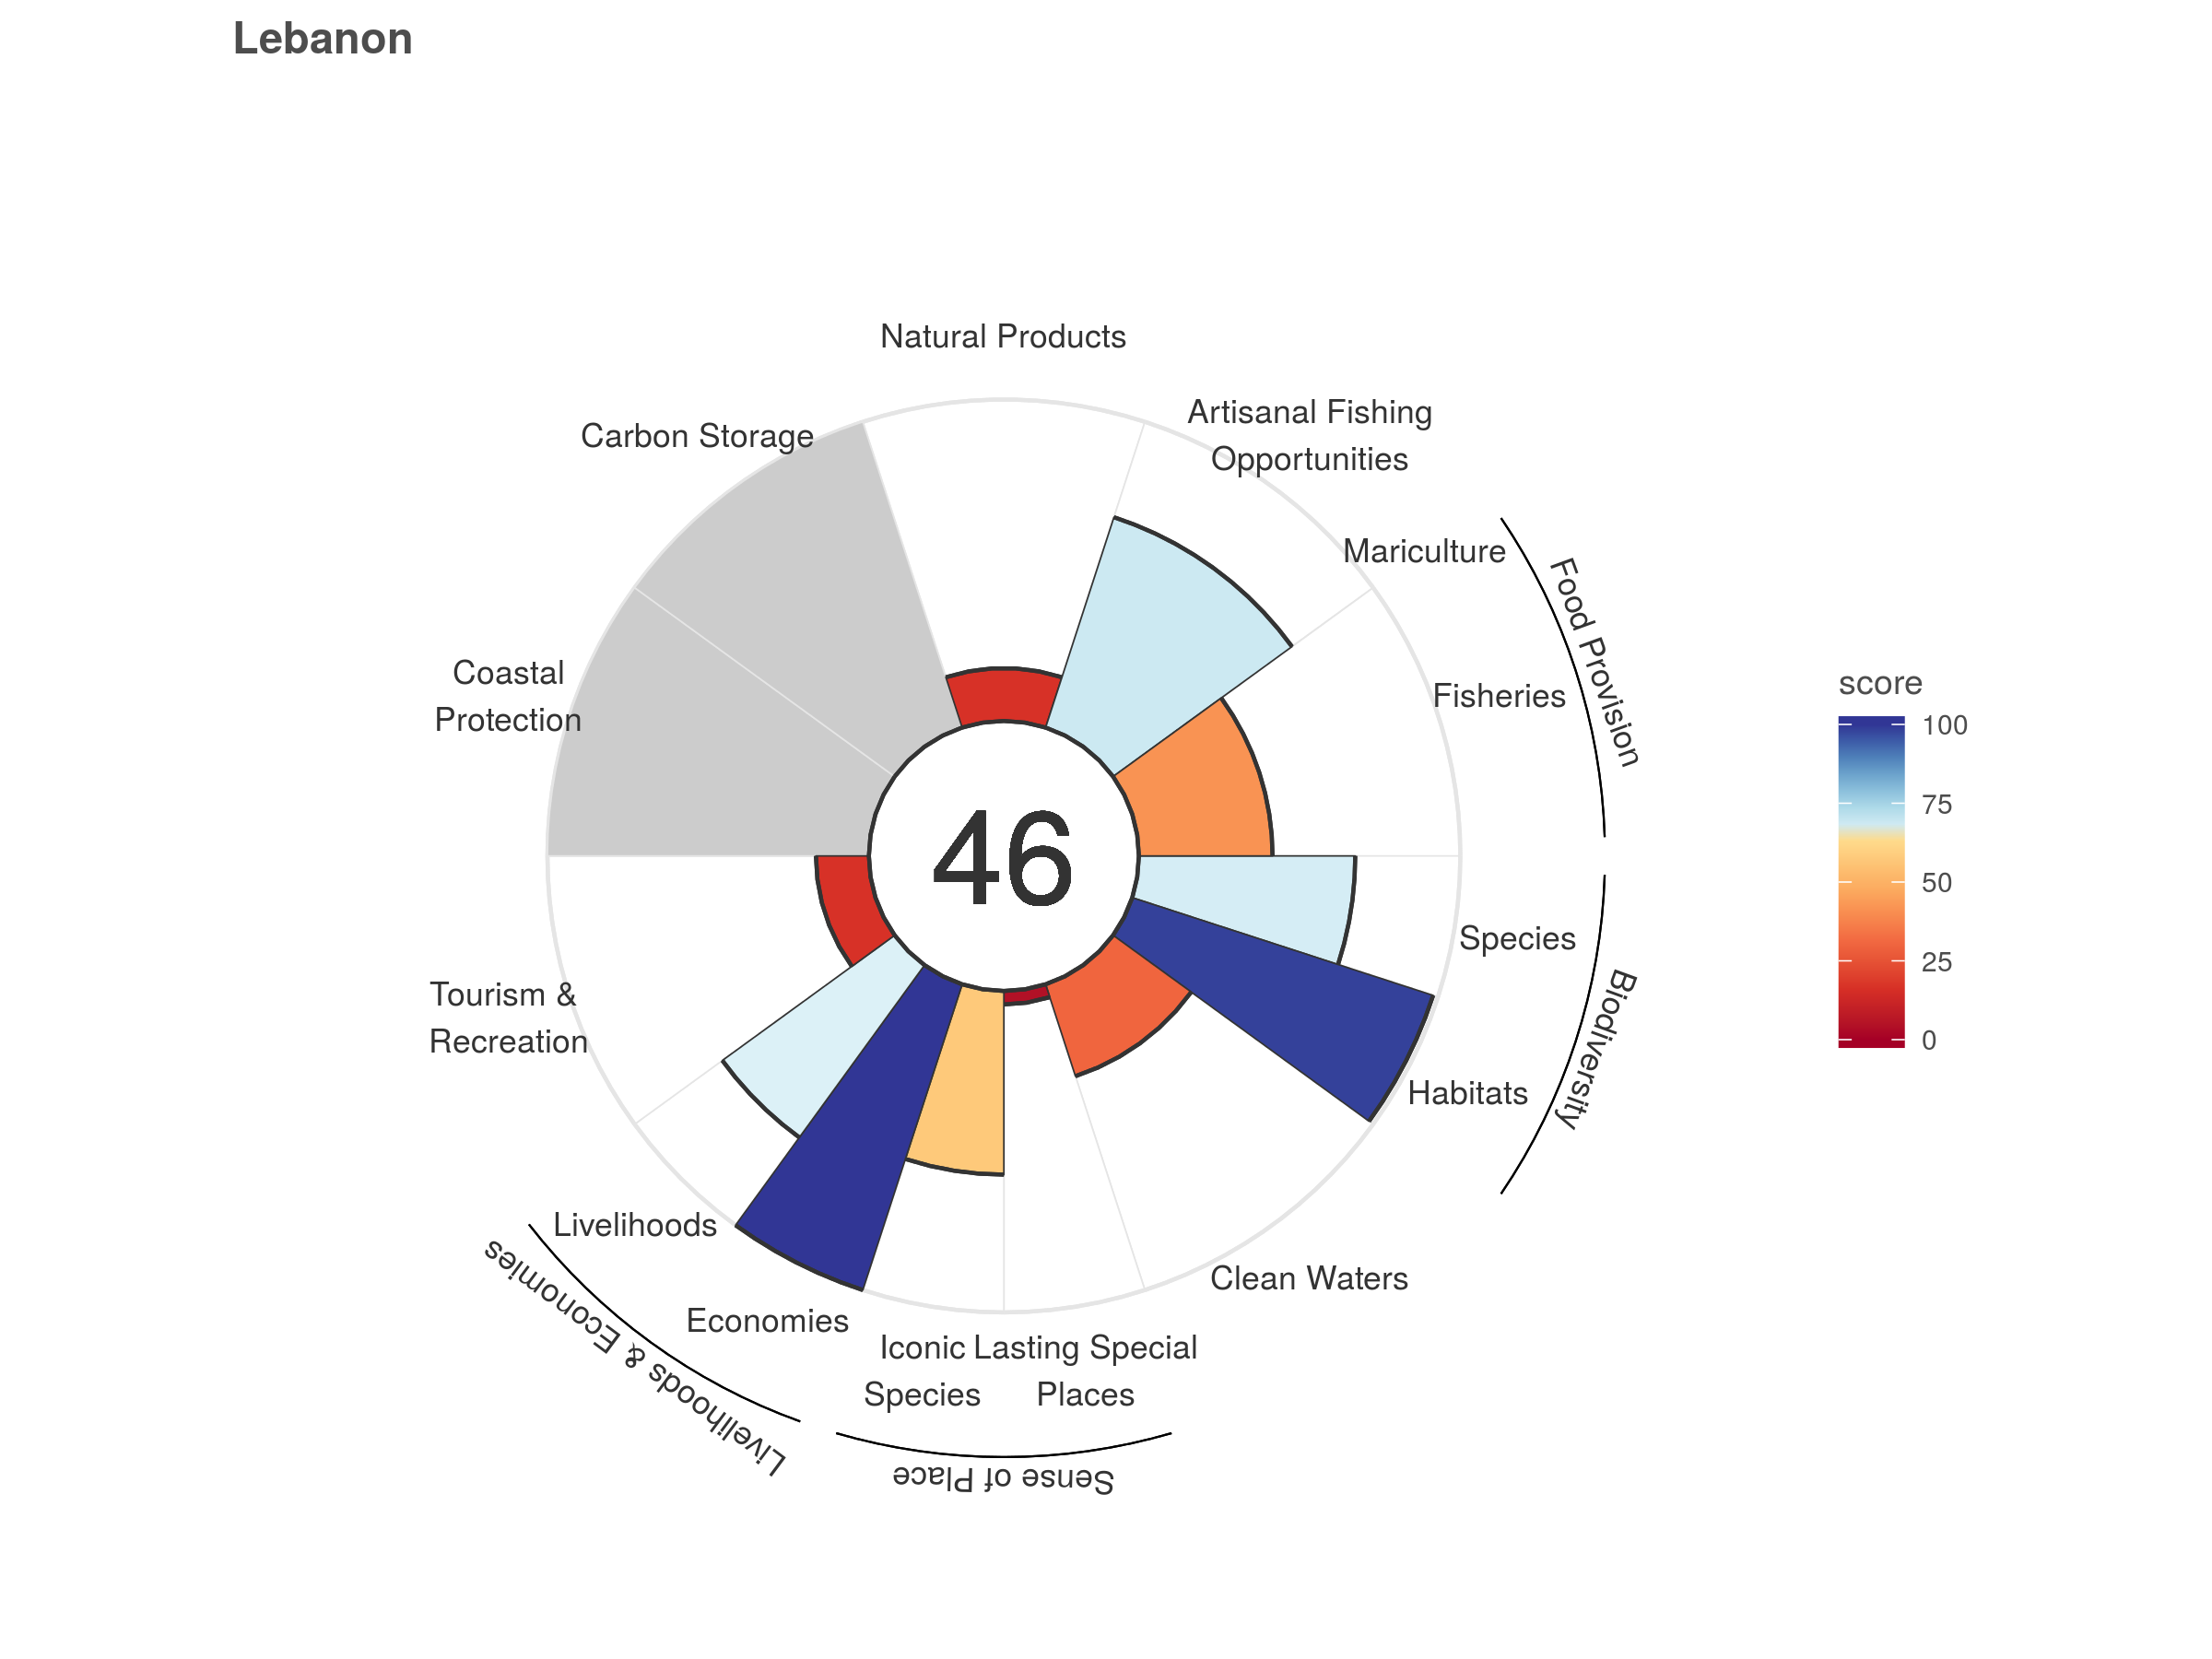 Lebanon
Natural Products
Artisanal Fishing
Opportunities
Carbon Storage
Mariculture
Food Provision
Fisheries
Coastal
Protection
score
100
75
50
25
0
46
Species
Biodiversity
Habitats
Tourism &
Recreation
Livelihoods
Livelihoods & Economies
Clean Waters
Economies
Iconic
Species
Lasting Special
Places
Sense of Place